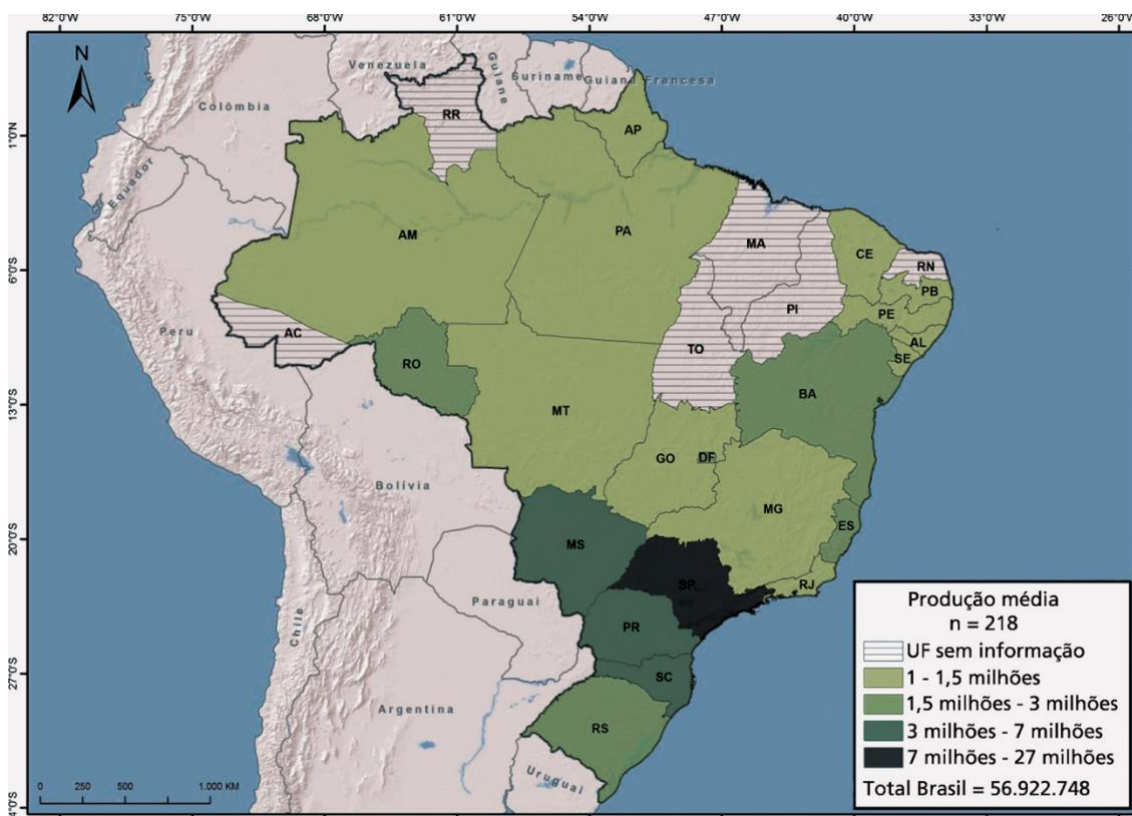 82°0'W 75°0'W 68°0'W 61°0'W 54°0'W 47°0'W 40°0'W 33°0'W 26°0'W
N
Venezuela
Guiane
Suriname
Guiana Francesa
Colômbia
RR
AP
1°0'N
Equador
AM
PA
MA
CE
RN
6°0'S
PB
PI
PE
Peru
AC
AL
TO
SE
RO
BA
13°0'S
MT
GO
DF
Bolívia
MG
ES
20°0'S
MS
SP
RJ
Paraguai
Chile
PR
27°0'S
SC
Argentina
RS
Uruguai
0 250 500 1.000 KM
4°0'S
Produção média
n = 218
UF sem informação
1 - 1,5 milhões
1,5 milhões - 3 milhões
3 milhões - 7 milhões
7 milhões - 27 milhões
Total Brasil = 56.922.748